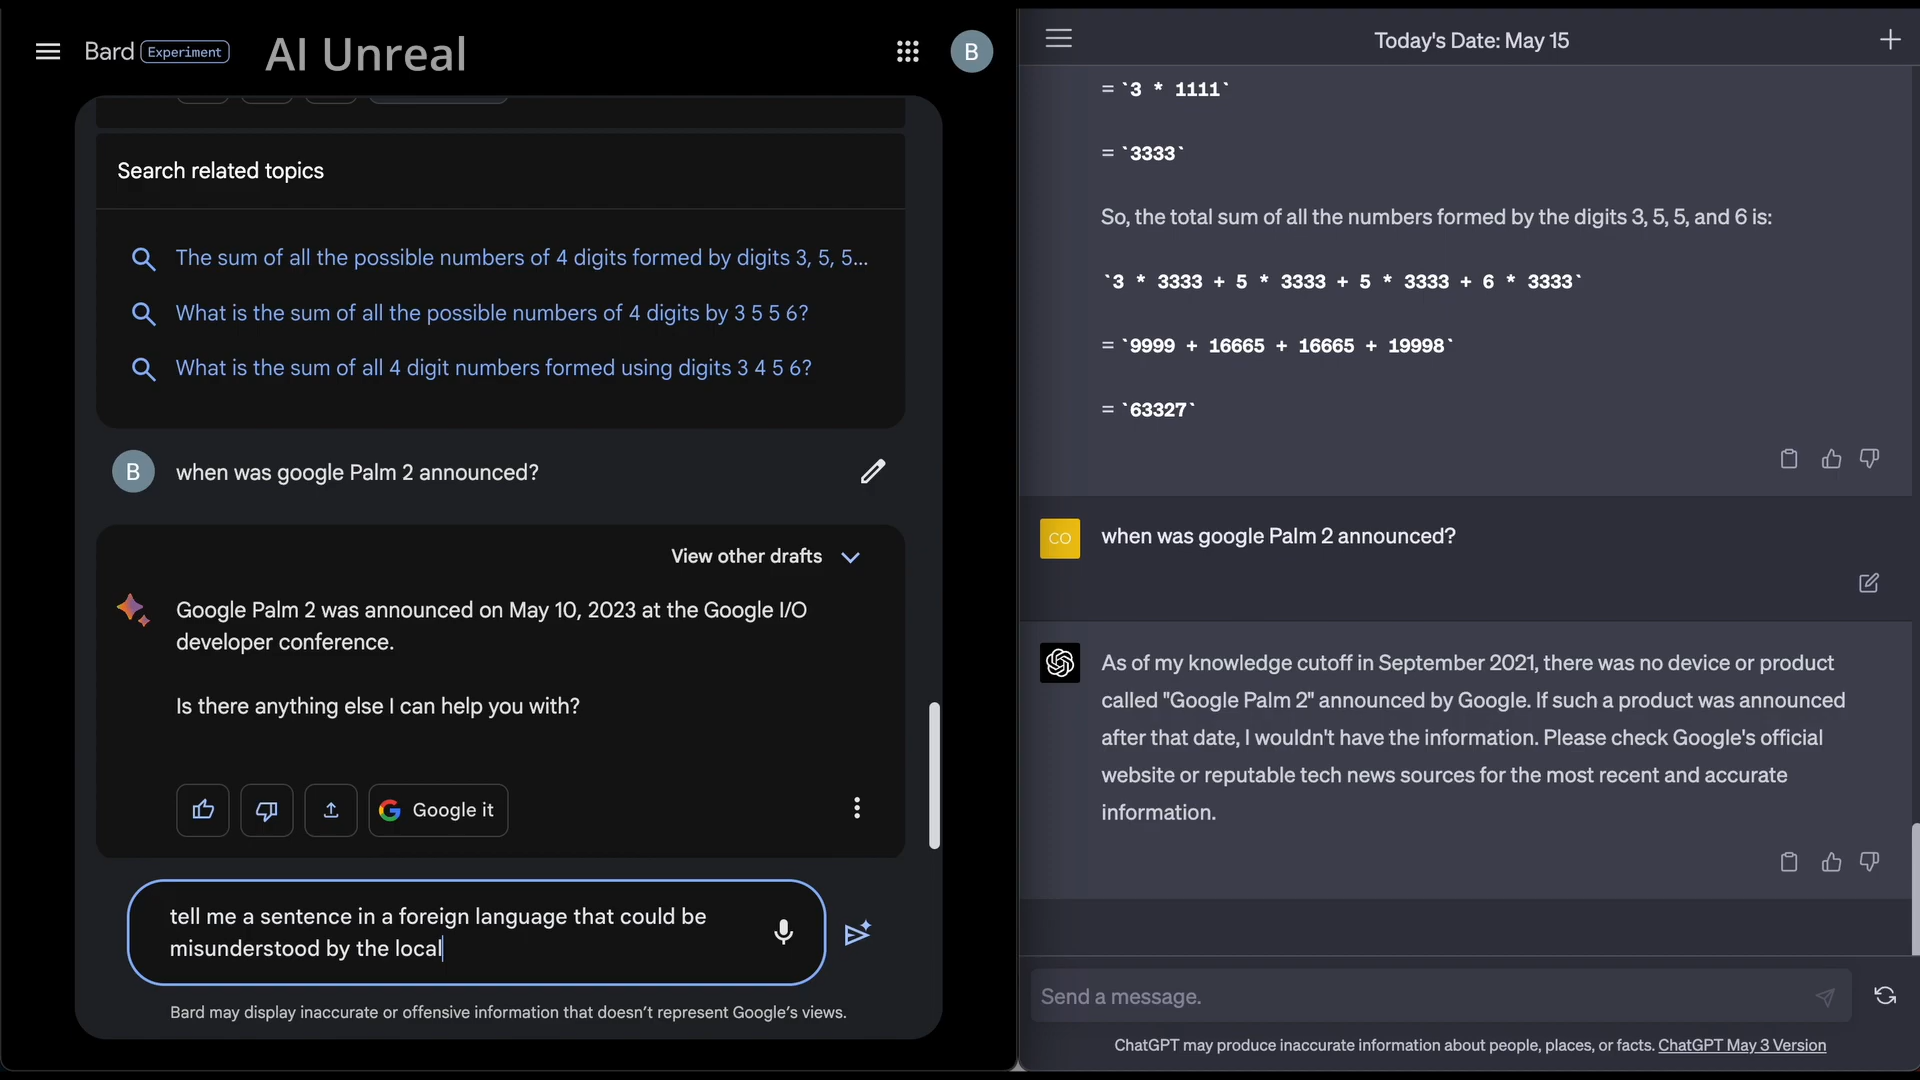 Bard Experiment
AI Unreal
B
Search related topics
The sum of all the possible numbers of 4 digits formed by digits 3, 5, 5...
What is the sum of all the possible numbers of 4 digits by 3 5 5 6?
What is the sum of all 4 digit numbers formed using digits 3 4 5 6?
B
when was google Palm 2 announced?
View other drafts
Google Palm 2 was announced on May 10, 2023 at the Google I/O
developer conference.
Is there anything else I can help you with?
Google it
tell me a sentence in a foreign language that could be
misunderstood by the local
Bard may display inaccurate or offensive information that doesn't represent Google's views.
Today's Date: May 15
= `3 * 1111`
= `3333`
So, the total sum of all the numbers formed by the digits 3, 5, 5, and 6 is:
`3 * 3333 + 5 * 3333 + 5 * 3333 + 6 * 3333`
= `9999 + 16665 + 16665 + 19998`
= `63327`
CO
when was google Palm 2 announced?
As of my knowledge cutoff in September 2021, there was no device or product
called "Google Palm 2" announced by Google. If such a product was announced
after that date, I wouldn't have the information. Please check Google's official
website or reputable tech news sources for the most recent and accurate
information.
Send a message.
ChatGPT may produce inaccurate information about people, places, or facts. ChatGPT May 3 Version